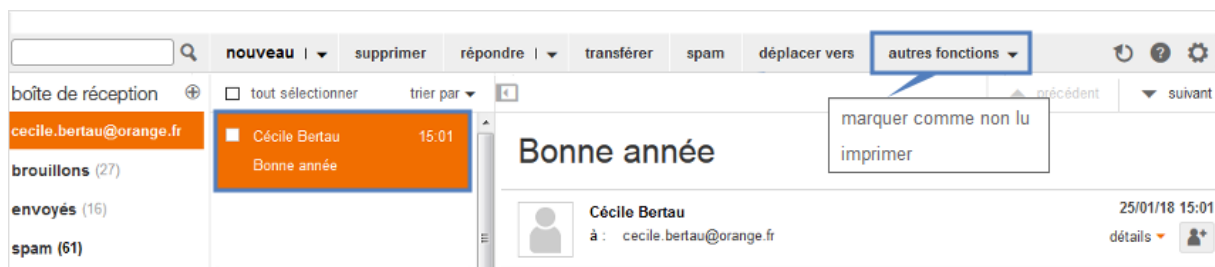 nouveau | supprimer répondre | transférer spam déplacer vers autres fonctions
boîte de réception tout sélectionner trier par précédent suivant
marquer comme non lu
imprimer
cecile.bertau@orange.fr
brouillons (27)
envoyés (16)
spam (61)
Cécile Bertau 15:01
Bonne année
Bonne année
Cécile Bertau 25/01/18 15:01
à : cecile.bertau@orange.fr détails